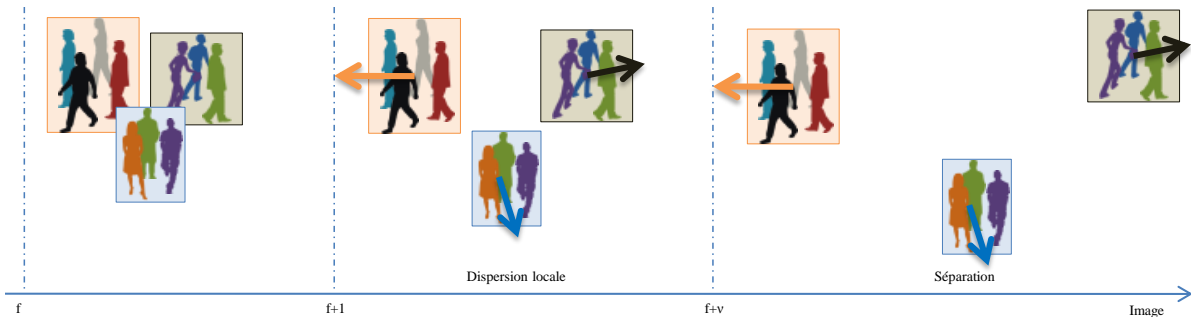 Dispersion locale
Séparation
f
f+1
f+ν
Image